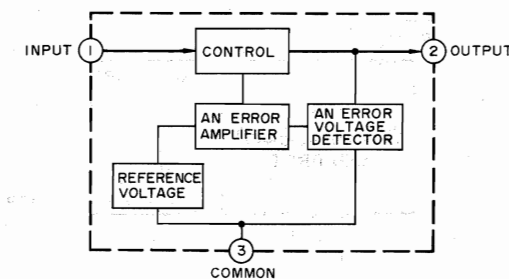 INPUT 1 CONTROL 2 OUTPUT
AN ERROR
AMPLIFIER
AN ERROR
VOLTAGE
DETECTOR
REFERENCE
VOLTAGE
3
COMMON